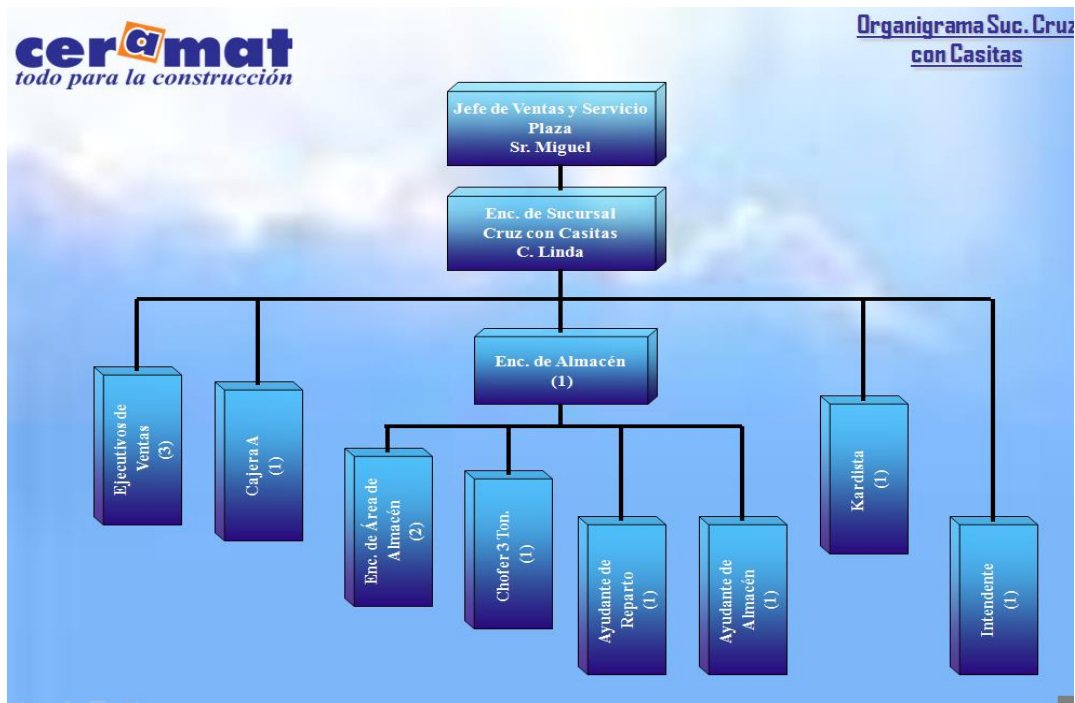 ceramat
todo para la construcción
Organigrama Suc. Cruz
con Casitas
Jefe de Ventas y Servicio
Plaza
Sr. Miguel
Enc. de Sucursal
Cruz con Casitas
C. Linda
Enc. de Almacén
(1)
Ejecutivos de
Ventas
(3)
Cajera A
(1)
Enc. de Área de
Almacén
(2)
Chofer 3 Ton.
(1)
Ayudante de
Reparto
(1)
Ayudante de
Almacén
(1)
Kardista
(1)
Intendente
(1)